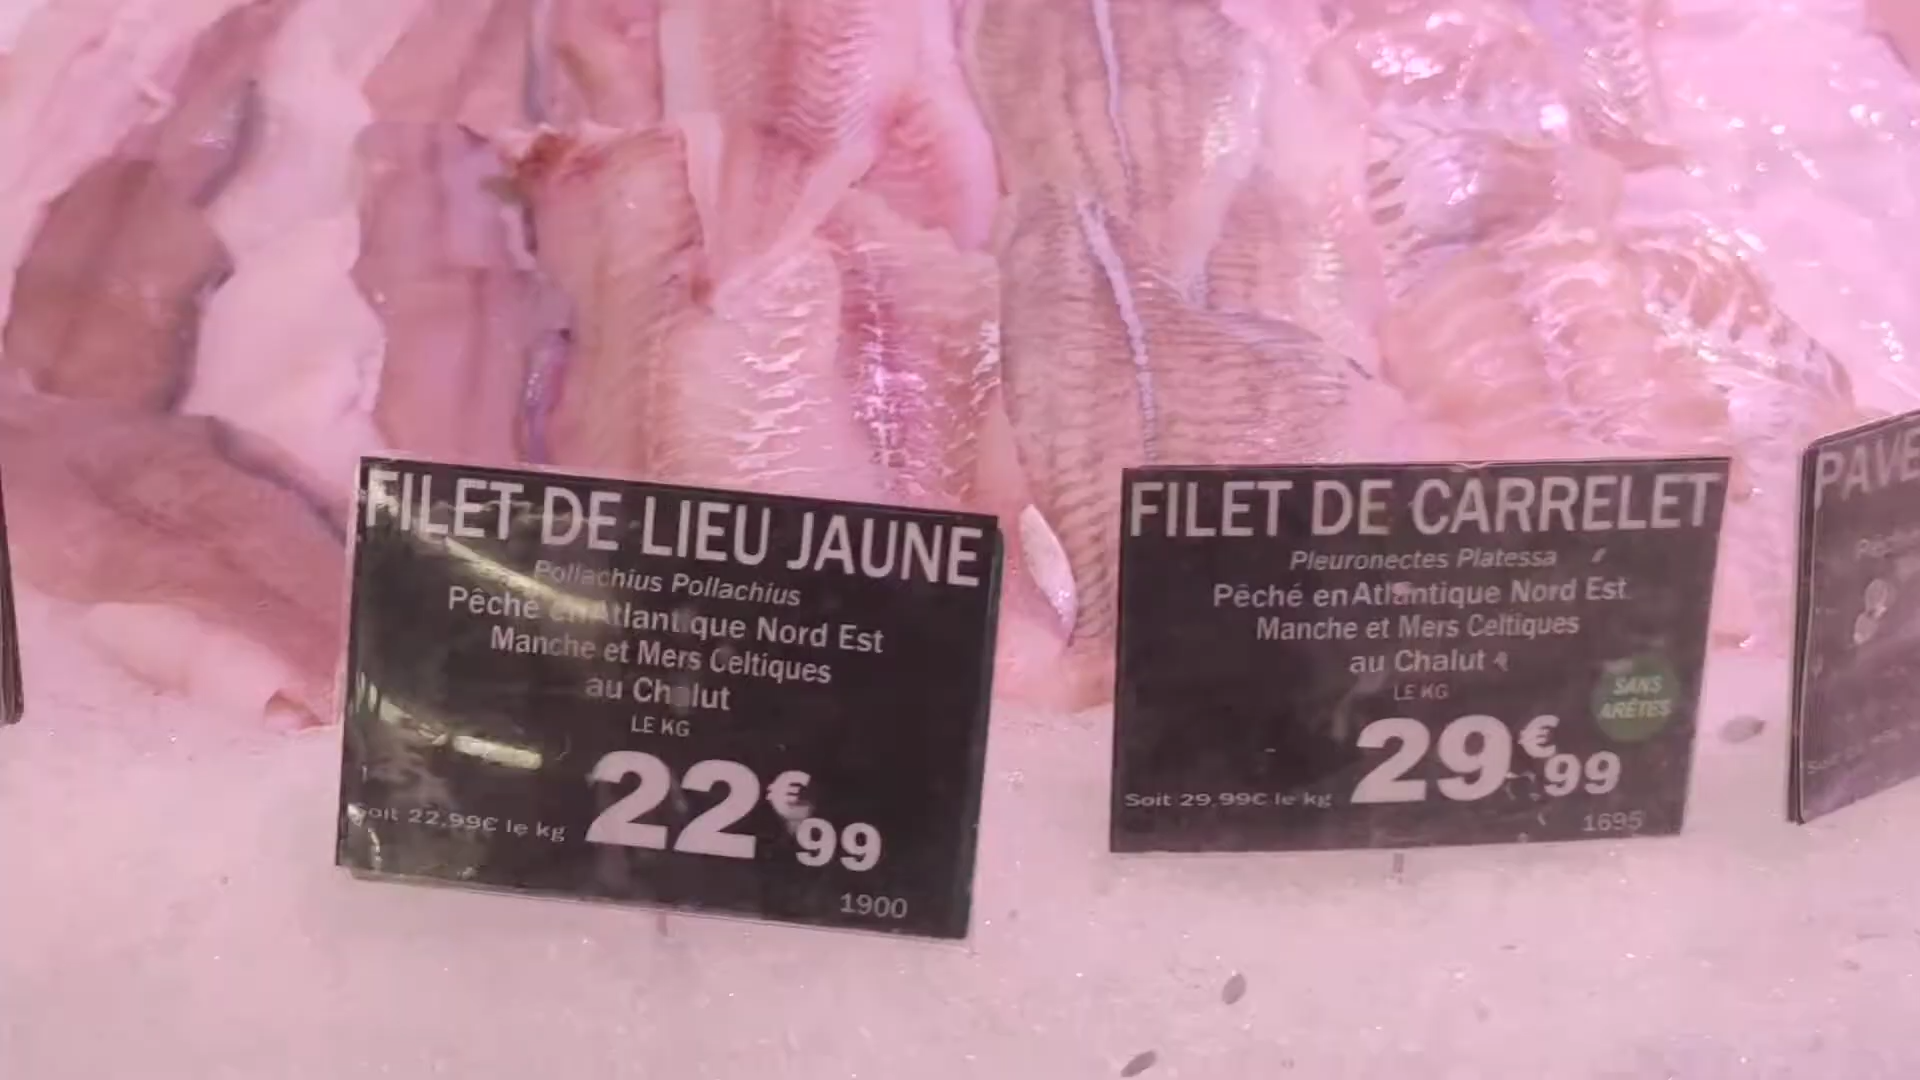 FILET DE LIEU JAUNE
Pollachius Pollachius
Pêché en Atlantique Nord Est
Manche et Mers Celtiques
au Chalut
LE KG
22€99
Soit 22,99€ le kg
1900
FILET DE CARRELET
Pleuronectes Platessa
Pêché en Atlantique Nord Est
Manche et Mers Celtiques
au Chalut
LE KG
SANS
ARÊTES
29€99
Soit 29,99€ le kg
1695